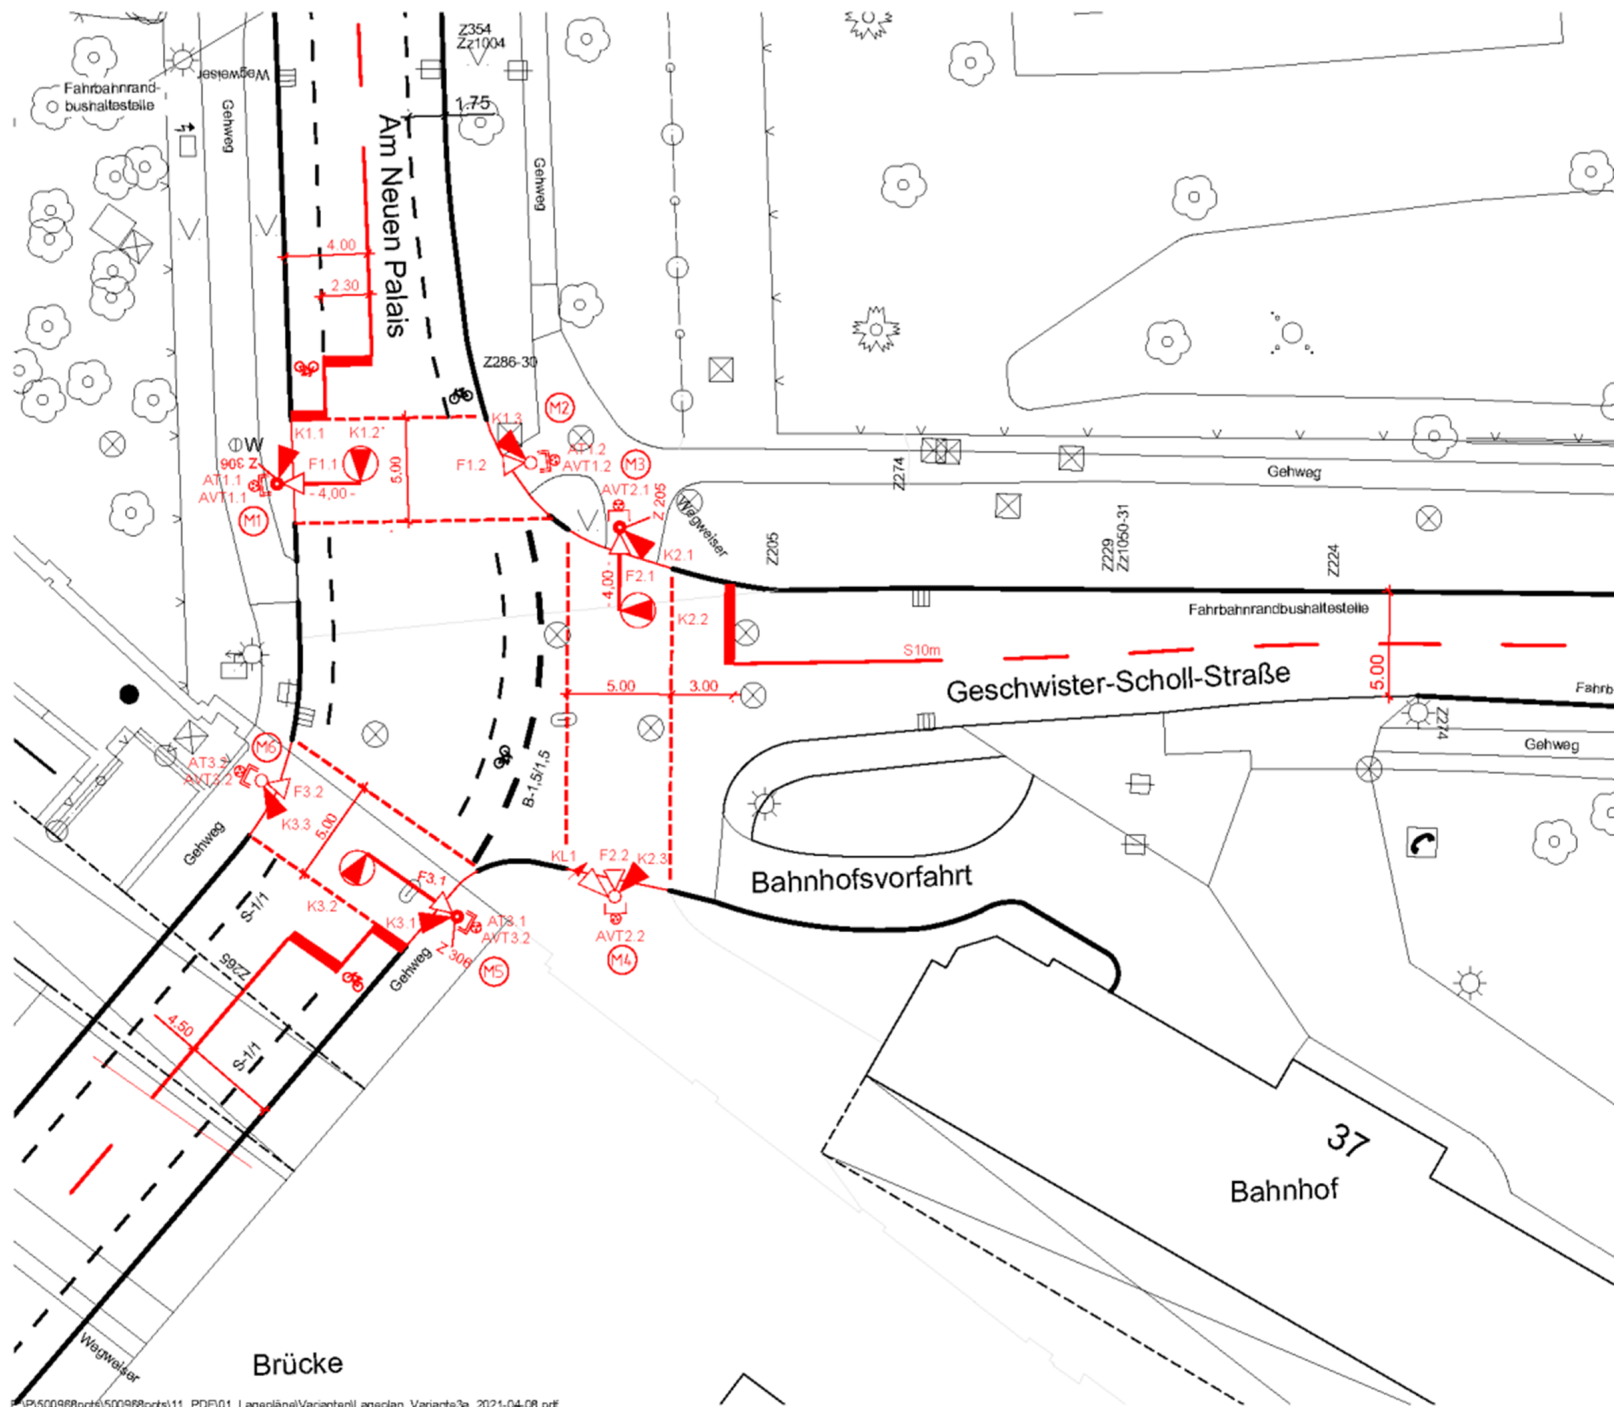 Z354
Zz1004
Wegweiser
Fahrbahnrand-
bushaltestelle
Gehweg
1.75
Am Neuen Palais
Gehweg
4.00
2.30
Z286-30
M2
K1.3
K1.1
K1.2
W
Z 306
F1.1
F1.2
AT1.2
AVT1.2
AT1.1
AVT1.1
- 4,00 -
5,00
M1
M3
AVT2.1
Z 205
Wegweiser
K2.1
F2.1
- 4,00 -
K2.2
Z274
Gehweg
Z205
Z229
Zz1050-31
Z224
Fahrbahnrandbushaltestelle
S10m
5.00
3.00
Geschwister-Scholl-Straße
5.00
Fahrb
Z274
Gehweg
M6
AT3.2
AVT3.2
F3.2
K3.3
5.00
B-1,5/1,5
Gehweg
KL1
F2.2
K2.3
Bahnhofsvorfahrt
F3.1
S-1/1
K3.2
K3.1
AT3.1
AVT3.2
Z 306
M5
AVT2.2
M4
Z265
Gehweg
4,50
S-1/1
37
Bahnhof
Wegweiser
Brücke